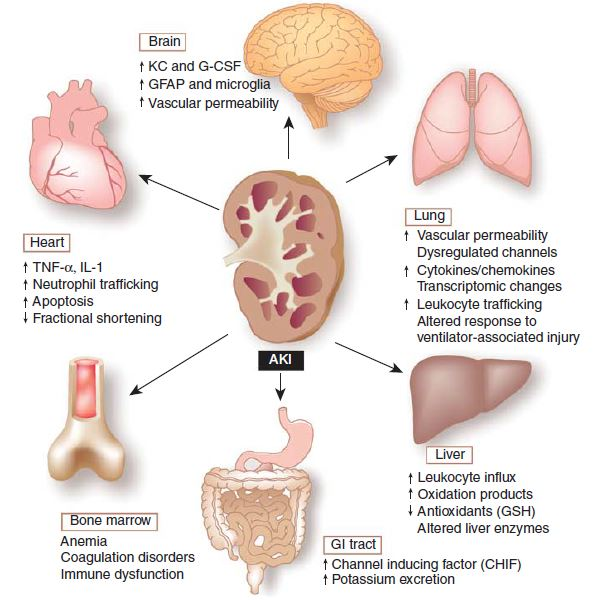 Brain
↑ KC and G-CSF
↑ GFAP and microglia
↑ Vascular permeability
Heart
↑ TNF-α, IL-1
↑ Neutrophil trafficking
↑ Apoptosis
↓ Fractional shortening
Lung
↑ Vascular permeability
Dysregulated channels
↑ Cytokines/chemokines
Transcriptomic changes
↑ Leukocyte trafficking
Altered response to
ventilator-associated injury
AKI
Liver
↑ Leukocyte influx
↑ Oxidation products
↓ Antioxidants (GSH)
Altered liver enzymes
Bone marrow
Anemia
Coagulation disorders
Immune dysfunction
GI tract
↑ Channel inducing factor (CHIF)
↑ Potassium excretion